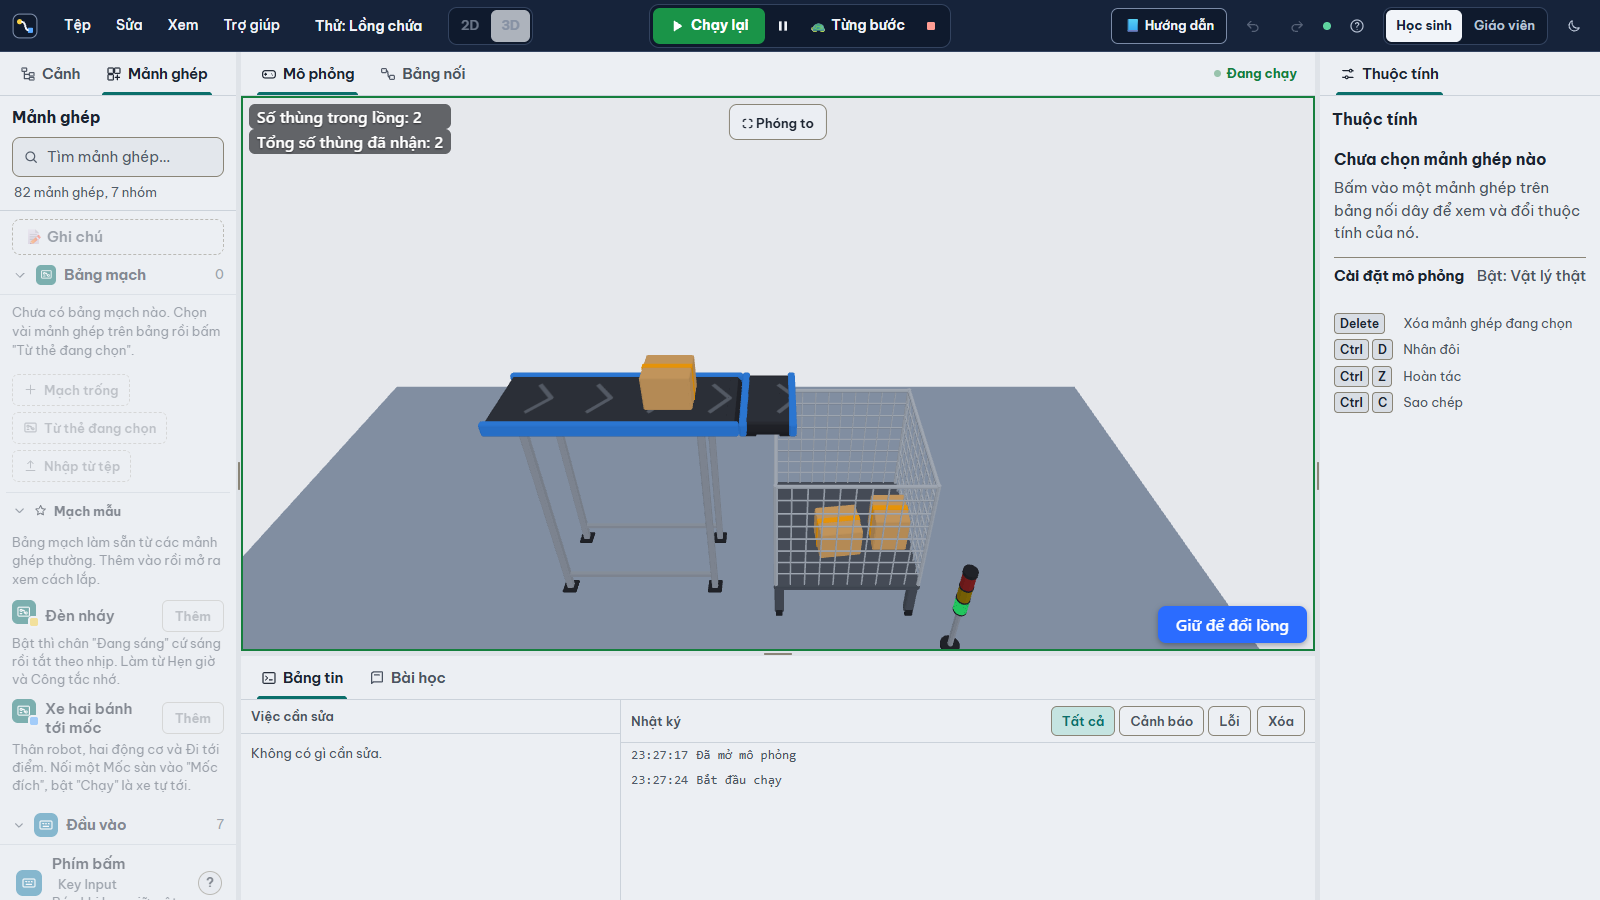 Tệp Sửa Xem Trợ giúp Thử: Lồng chứa 2D 3D Chạy lại Từng bước Hướng dẫn Học sinh Giáo viên
Cảnh Mảnh ghép
Mảnh ghép
Tìm mảnh ghép...
82 mảnh ghép, 7 nhóm
Ghi chú
Bảng mạch 0
Chưa có bảng mạch nào. Chọn
vài mảnh ghép trên bảng rồi bấm
"Từ thẻ đang chọn".
Mạch trống
Từ thẻ đang chọn
Nhập từ tệp
Mạch mẫu
Bảng mạch làm sẵn từ các mảnh
ghép thường. Thêm vào rồi mở ra
xem cách lắp.
Đèn nháy Thêm
Bật thì chân "Đang sáng" cứ sáng
rồi tắt theo nhịp. Làm từ Hẹn giờ
và Công tắc nhớ.
Xe hai bánh
tới mốc Thêm
Thân robot, hai động cơ và Đi tới
điểm. Nối một Mốc sàn vào "Mốc
đích", bật "Chạy" là xe tự tới.
Đầu vào 7
Phím bấm
Key Input
?
Mô phỏng Bảng nối Đang chạy
Số thùng trong lồng: 2
Tổng số thùng đã nhận: 2
Phóng to
Giữ để đổi lồng
Bảng tin Bài học
Việc cần sửa
Không có gì cần sửa.
Nhật ký Tất cả Cảnh báo Lỗi Xóa
23:27:17 Đã mở mô phỏng
23:27:24 Bắt đầu chạy
Thuộc tính
Thuộc tính
Chưa chọn mảnh ghép nào
Bấm vào một mảnh ghép trên
bảng nối dây để xem và đổi thuộc
tính của nó.
Cài đặt mô phỏng Bật: Vật lý thật
Delete Xóa mảnh ghép đang chọn
Ctrl D Nhân đôi
Ctrl Z Hoàn tác
Ctrl C Sao chép